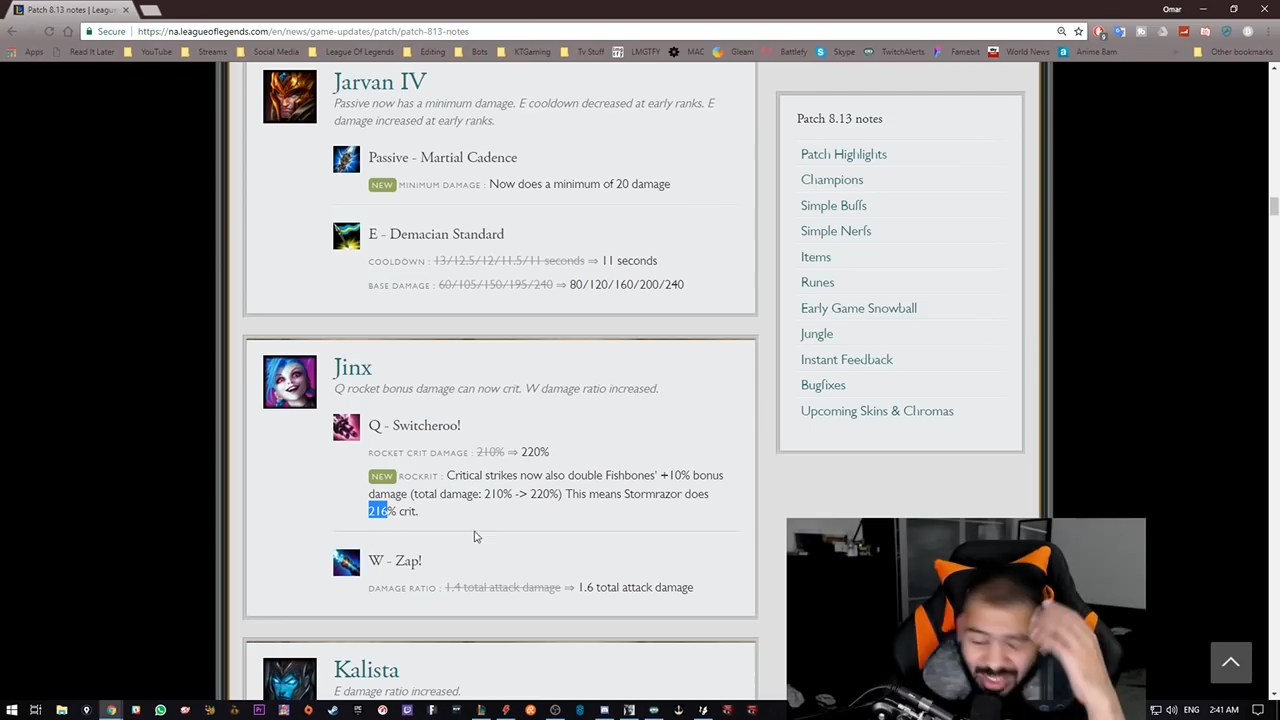 Patch 8.13 notes | Leagu
Omar
Secure
https://na.leagueoflegends.com/en/news/game-updates/patch/patch-813-notes
Apps Read It Later YouTube Streams Social Media League Of Legends Editing Bots KTGaming Tv Stuff LMGTFY MAC Gleam Battlefy Skype TwitchAlerts Famebit World News Anime Bam Other bookmarks
Jarvan IV
Passive now has a minimum damage. E cooldown decreased at early ranks. E
damage increased at early ranks.
Passive - Martial Cadence
NEW MINIMUM DAMAGE : Now does a minimum of 20 damage
E - Demacian Standard
COOLDOWN : 13/12.5/12/11.5/11 seconds ⇒ 11 seconds
BASE DAMAGE : 60/105/150/195/240 ⇒ 80/120/160/200/240
Jinx
Q rocket bonus damage can now crit. W damage ratio increased.
Q - Switcheroo!
ROCKET CRIT DAMAGE : 210% ⇒ 220%
NEW ROCKRIT : Critical strikes now also double Fishbones' +10% bonus
damage (total damage: 210% -> 220%) This means Stormrazor does
216% crit.
W - Zap!
DAMAGE RATIO : 1.4 total attack damage ⇒ 1.6 total attack damage
Kalista
E damage ratio increased.
Patch 8.13 notes
Patch Highlights
Champions
Simple Buffs
Simple Nerfs
Items
Runes
Early Game Snowball
Jungle
Instant Feedback
Bugfixes
Upcoming Skins & Chromas
2:41 AM